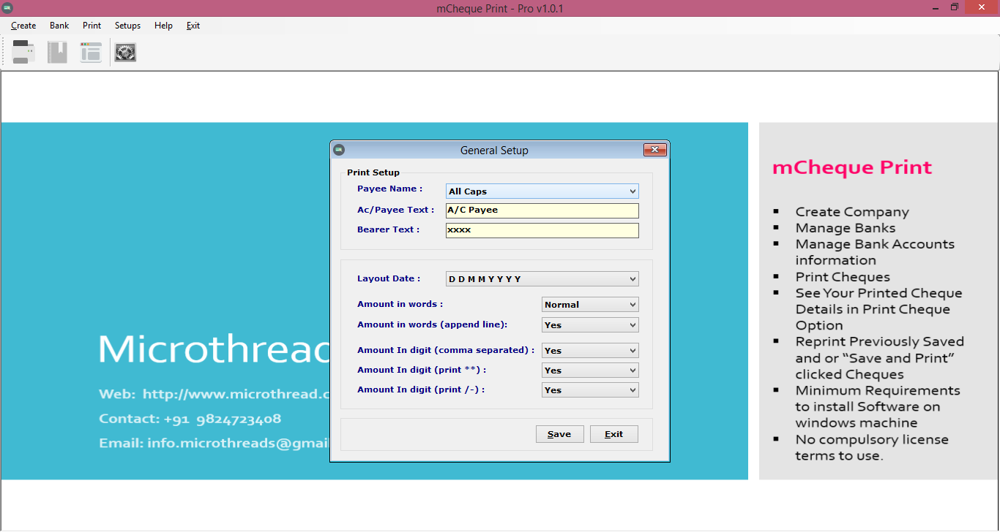 mCheque Print - Pro v1.0.1
Create Bank Print Setups Help Exit
General Setup
Print Setup
Payee Name : All Caps
Ac/Payee Text : A/C Payee
Bearer Text : xxxx
Layout Date : D D M M Y Y Y Y
Amount in words : Normal
Amount in words (append line): Yes
Amount In digit (comma separated) : Yes
Amount In digit (print **) : Yes
Amount In digit (print /-) : Yes
Save Exit
Microthread
Web: http://www.microthread.c
Contact: +91 9824723408
Email: info.microthreads@gmai
mCheque Print
▪ Create Company
▪ Manage Banks
▪ Manage Bank Accounts
information
▪ Print Cheques
▪ See Your Printed Cheque
Details in Print Cheque
Option
▪ Reprint Previously Saved
and or “Save and Print”
clicked Cheques
▪ Minimum Requirements
to install Software on
windows machine
▪ No compulsory license
terms to use.